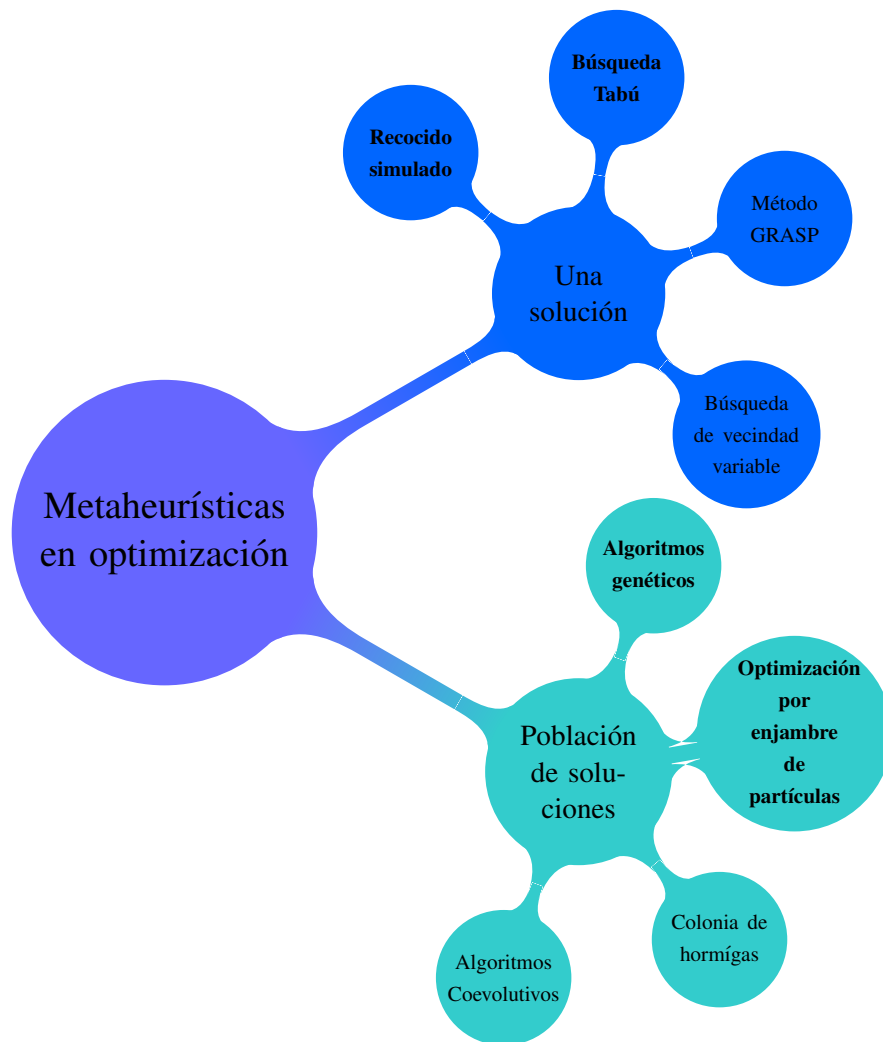 Metaheurísticas
en optimización
Una
solución
Recocido
simulado
Búsqueda
Tabú
Método
GRASP
Búsqueda
de vecindad
variable
Población
de solu-
ciones
Algoritmos
genéticos
Optimización
por
enjambre
de
partículas
Colonia de
hormígas
Algoritmos
Coevolutivos